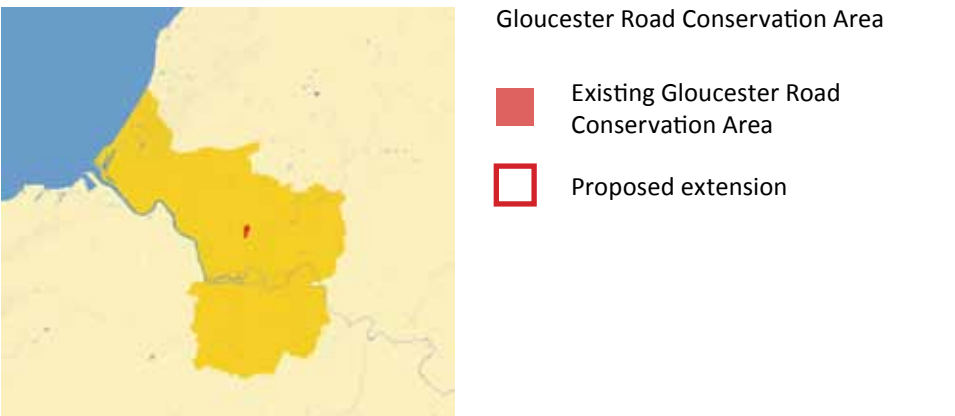 Gloucester Road Conservation Area
Existing Gloucester Road
Conservation Area
Proposed extension